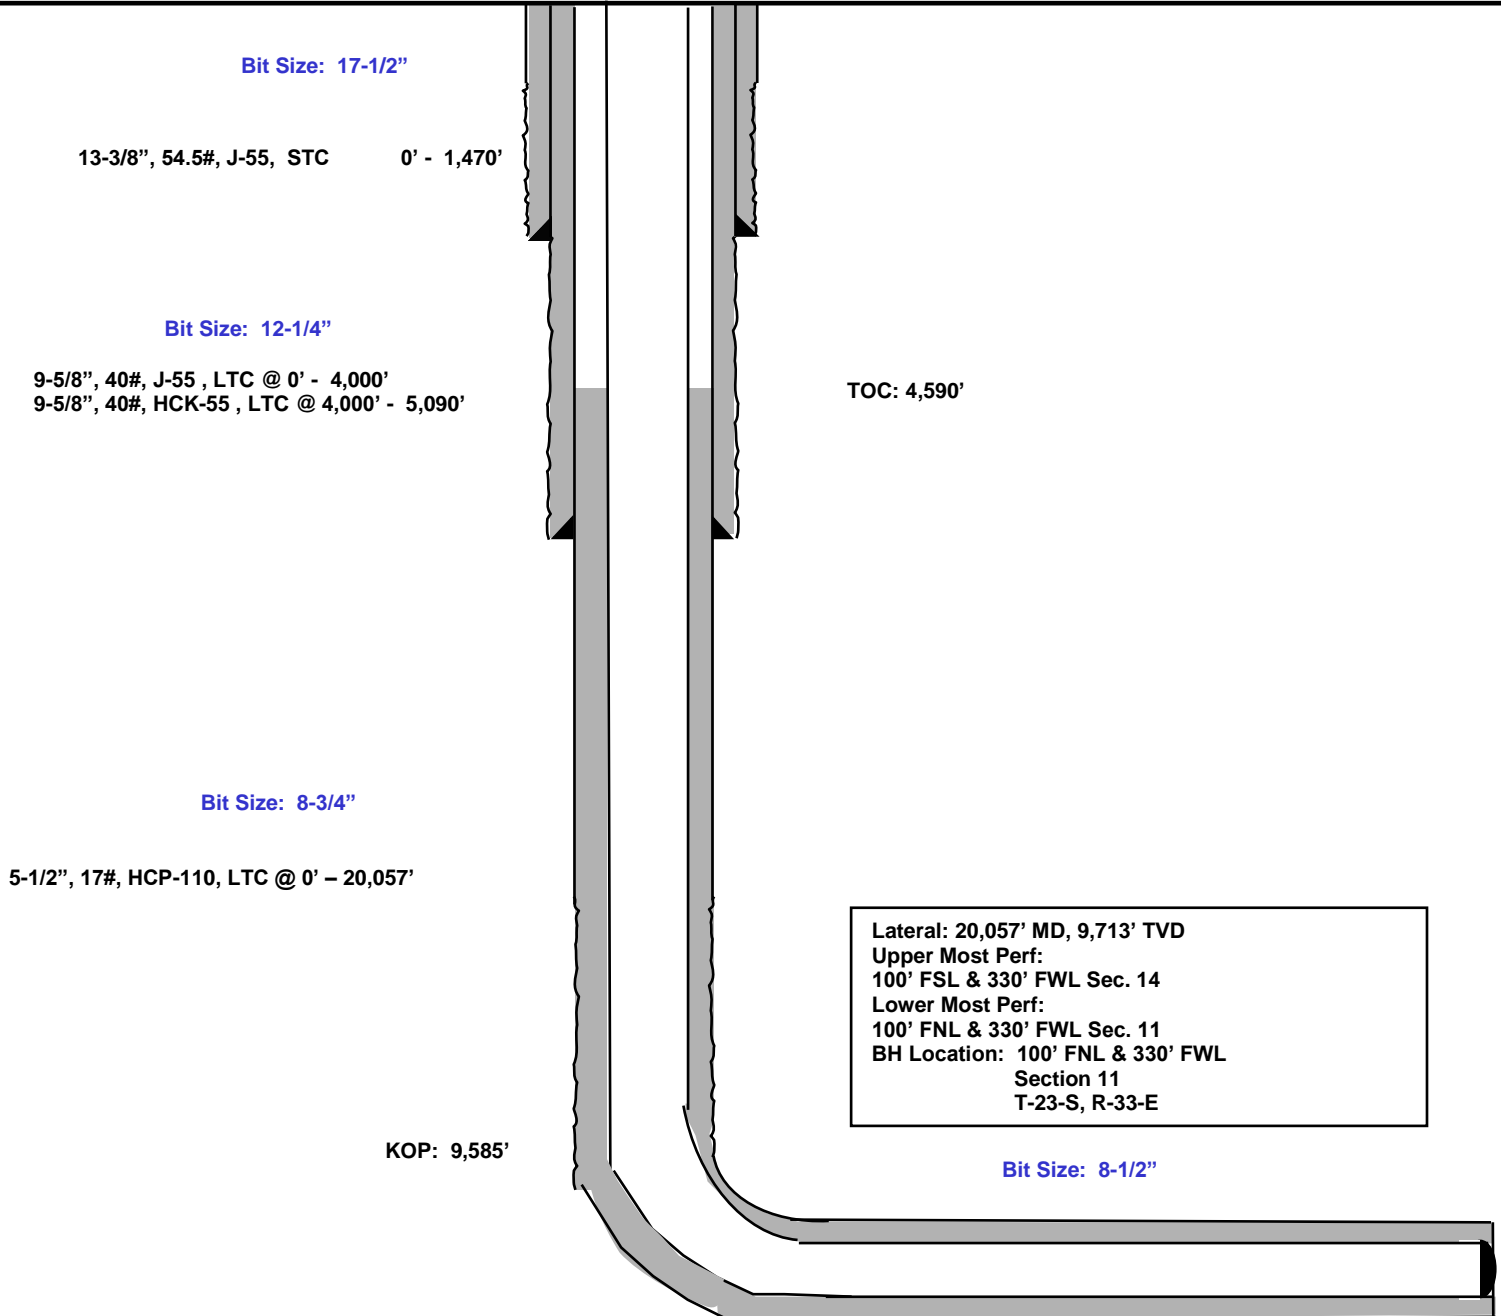 Bit Size: 17-1/2”
13-3/8”, 54.5#, J-55, STC 0’ - 1,470’
Bit Size: 12-1/4”
9-5/8”, 40#, J-55 , LTC @ 0’ - 4,000’
9-5/8”, 40#, HCK-55 , LTC @ 4,000’ - 5,090’
TOC: 4,590’
Bit Size: 8-3/4”
5-1/2”, 17#, HCP-110, LTC @ 0’ – 20,057’
Lateral: 20,057’ MD, 9,713’ TVD
Upper Most Perf:
100’ FSL & 330’ FWL Sec. 14
Lower Most Perf:
100’ FNL & 330’ FWL Sec. 11
BH Location: 100’ FNL & 330’ FWL
Section 11
T-23-S, R-33-E
KOP: 9,585’
Bit Size: 8-1/2”